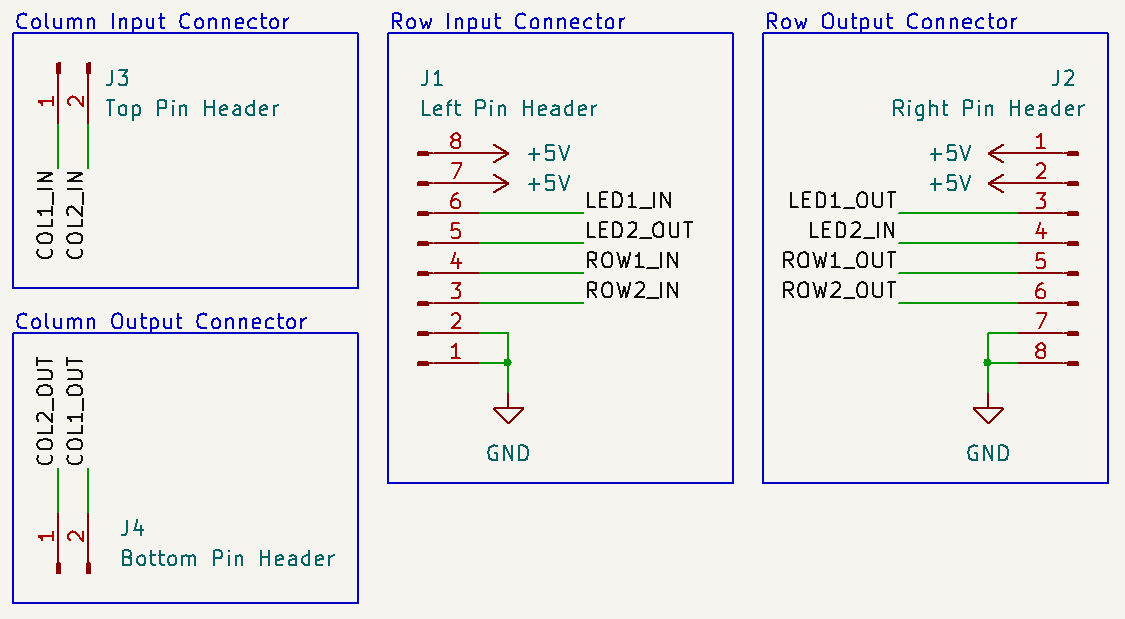 Column Input Connector
J3
Top Pin Header
1
2
COL1_IN
COL2_IN
Column Output Connector
COL2_OUT
COL1_OUT
1
2
J4
Bottom Pin Header
Row Input Connector
J1
Left Pin Header
8 +5V
7 +5V
6 LED1_IN
5 LED2_OUT
4 ROW1_IN
3 ROW2_IN
2
1
GND
Row Output Connector
J2
Right Pin Header
+5V 1
+5V 2
LED1_OUT 3
LED2_IN 4
ROW1_OUT 5
ROW2_OUT 6
7
8
GND